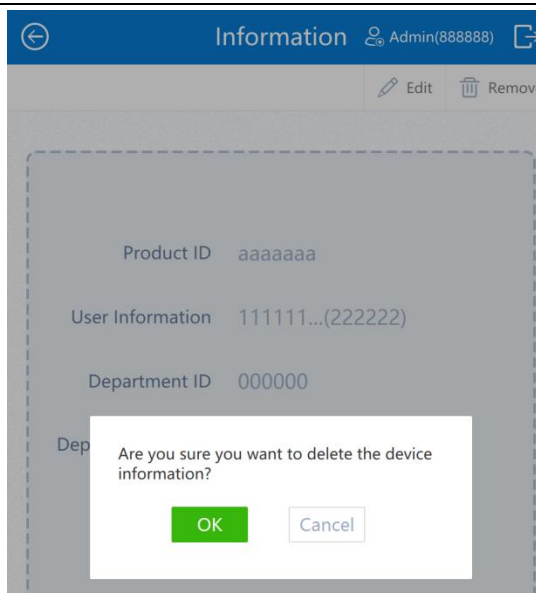 Information Admin(888888)
Edit Remov
Product ID aaaaaaa
User Information 111111...(222222)
Department ID 000000
Dep
Are you sure you want to delete the device
information?
OK Cancel